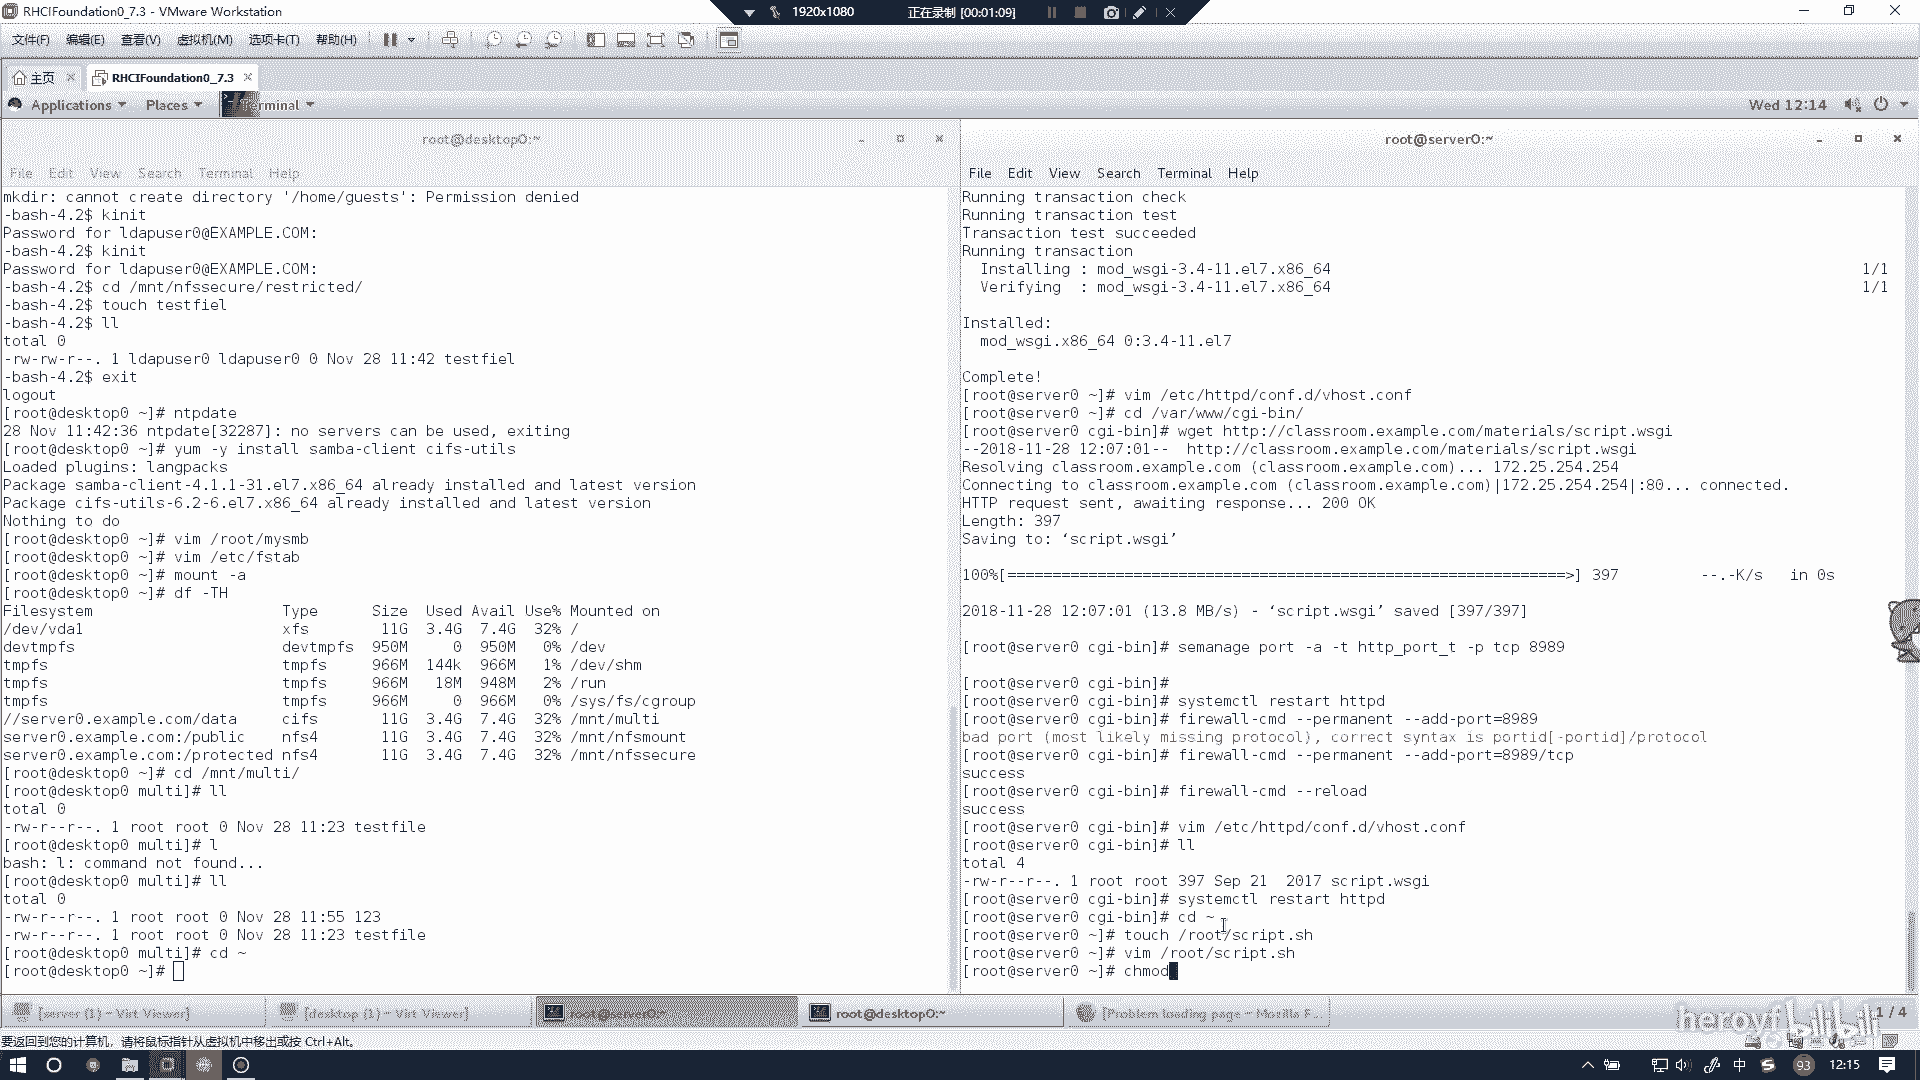 RHCIFoundation0_7.3 - VMware Workstation
1920x1080
正在录制 [00:01:09]
文件(F) 编辑(E) 查看(V) 虚拟机(M) 选项卡(T) 帮助(H)
主页
RHCIFoundation0_7.3
Applications Places Terminal
Wed 12:14
root@desktop0:~
File Edit View Search Terminal Help
mkdir: cannot create directory '/home/guests': Permission denied
-bash-4.2$ kinit
Password for ldapuser0@EXAMPLE.COM:
-bash-4.2$ kinit
Password for ldapuser0@EXAMPLE.COM:
-bash-4.2$ cd /mnt/nfssecure/restricted/
-bash-4.2$ touch testfiel
-bash-4.2$ ll
total 0
-rw-rw-r--. 1 ldapuser0 ldapuser0 0 Nov 28 11:42 testfiel
-bash-4.2$ exit
logout
[root@desktop0 ~]# ntpdate
28 Nov 11:42:36 ntpdate[32287]: no servers can be used, exiting
[root@desktop0 ~]# yum -y install samba-client cifs-utils
Loaded plugins: langpacks
Package samba-client-4.1.1-31.el7.x86_64 already installed and latest version
Package cifs-utils-6.2-6.el7.x86_64 already installed and latest version
Nothing to do
[root@desktop0 ~]# vim /root/mysmb
[root@desktop0 ~]# vim /etc/fstab
[root@desktop0 ~]# mount -a
[root@desktop0 ~]# df -TH
Filesystem Type Size Used Avail Use% Mounted on
/dev/vda1 xfs 11G 3.4G 7.4G 32% /
devtmpfs devtmpfs 950M 0 950M 0% /dev
tmpfs tmpfs 966M 144k 966M 1% /dev/shm
tmpfs tmpfs 966M 18M 948M 2% /run
tmpfs tmpfs 966M 0 966M 0% /sys/fs/cgroup
//server0.example.com/data cifs 11G 3.4G 7.4G 32% /mnt/multi
server0.example.com:/public nfs4 11G 3.4G 7.4G 32% /mnt/nfsmount
server0.example.com:/protected nfs4 11G 3.4G 7.4G 32% /mnt/nfssecure
[root@desktop0 ~]# cd /mnt/multi/
[root@desktop0 multi]# ll
total 0
-rw-r--r--. 1 root root 0 Nov 28 11:23 testfile
[root@desktop0 multi]# l
bash: l: command not found...
[root@desktop0 multi]# ll
total 0
-rw-r--r--. 1 root root 0 Nov 28 11:55 123
-rw-r--r--. 1 root root 0 Nov 28 11:23 testfile
[root@desktop0 multi]# cd ~
[root@desktop0 ~]#
root@server0:~
File Edit View Search Terminal Help
Running transaction check
Running transaction test
Transaction test succeeded
Running transaction
Installing : mod_wsgi-3.4-11.el7.x86_64 1/1
Verifying : mod_wsgi-3.4-11.el7.x86_64 1/1
Installed:
mod_wsgi.x86_64 0:3.4-11.el7
Complete!
[root@server0 ~]# vim /etc/httpd/conf.d/vhost.conf
[root@server0 ~]# cd /var/www/cgi-bin/
[root@server0 cgi-bin]# wget http://classroom.example.com/materials/script.wsgi
--2018-11-28 12:07:01-- http://classroom.example.com/materials/script.wsgi
Resolving classroom.example.com (classroom.example.com)... 172.25.254.254
Connecting to classroom.example.com (classroom.example.com)|172.25.254.254|:80... connected.
HTTP request sent, awaiting response... 200 OK
Length: 397
Saving to: ‘script.wsgi’
100%[==============================================================>] 397 --.-K/s in 0s
2018-11-28 12:07:01 (13.8 MB/s) - ‘script.wsgi’ saved [397/397]
[root@server0 cgi-bin]# semanage port -a -t http_port_t -p tcp 8989
[root@server0 cgi-bin]#
[root@server0 cgi-bin]# systemctl restart httpd
[root@server0 cgi-bin]# firewall-cmd --permanent --add-port=8989
bad port (most likely missing protocol), correct syntax is portid[-portid]/protocol
[root@server0 cgi-bin]# firewall-cmd --permanent --add-port=8989/tcp
success
[root@server0 cgi-bin]# firewall-cmd --reload
success
[root@server0 cgi-bin]# vim /etc/httpd/conf.d/vhost.conf
[root@server0 cgi-bin]# ll
total 4
-rw-r--r--. 1 root root 397 Sep 21 2017 script.wsgi
[root@server0 cgi-bin]# systemctl restart httpd
[root@server0 cgi-bin]# cd ~
[root@server0 ~]# touch /root/script.sh
[root@server0 ~]# vim /root/script.sh
[root@server0 ~]# chmod
[server (1) – Virt Viewer]
[desktop (1) – Virt Viewer]
root@server0:~
root@desktop0:~
[Problem loading page – Mozilla F...
1 / 4
要返回到您的计算机，请将鼠标指针从虚拟机中移出或按 Ctrl+Alt。
中
93
12:15